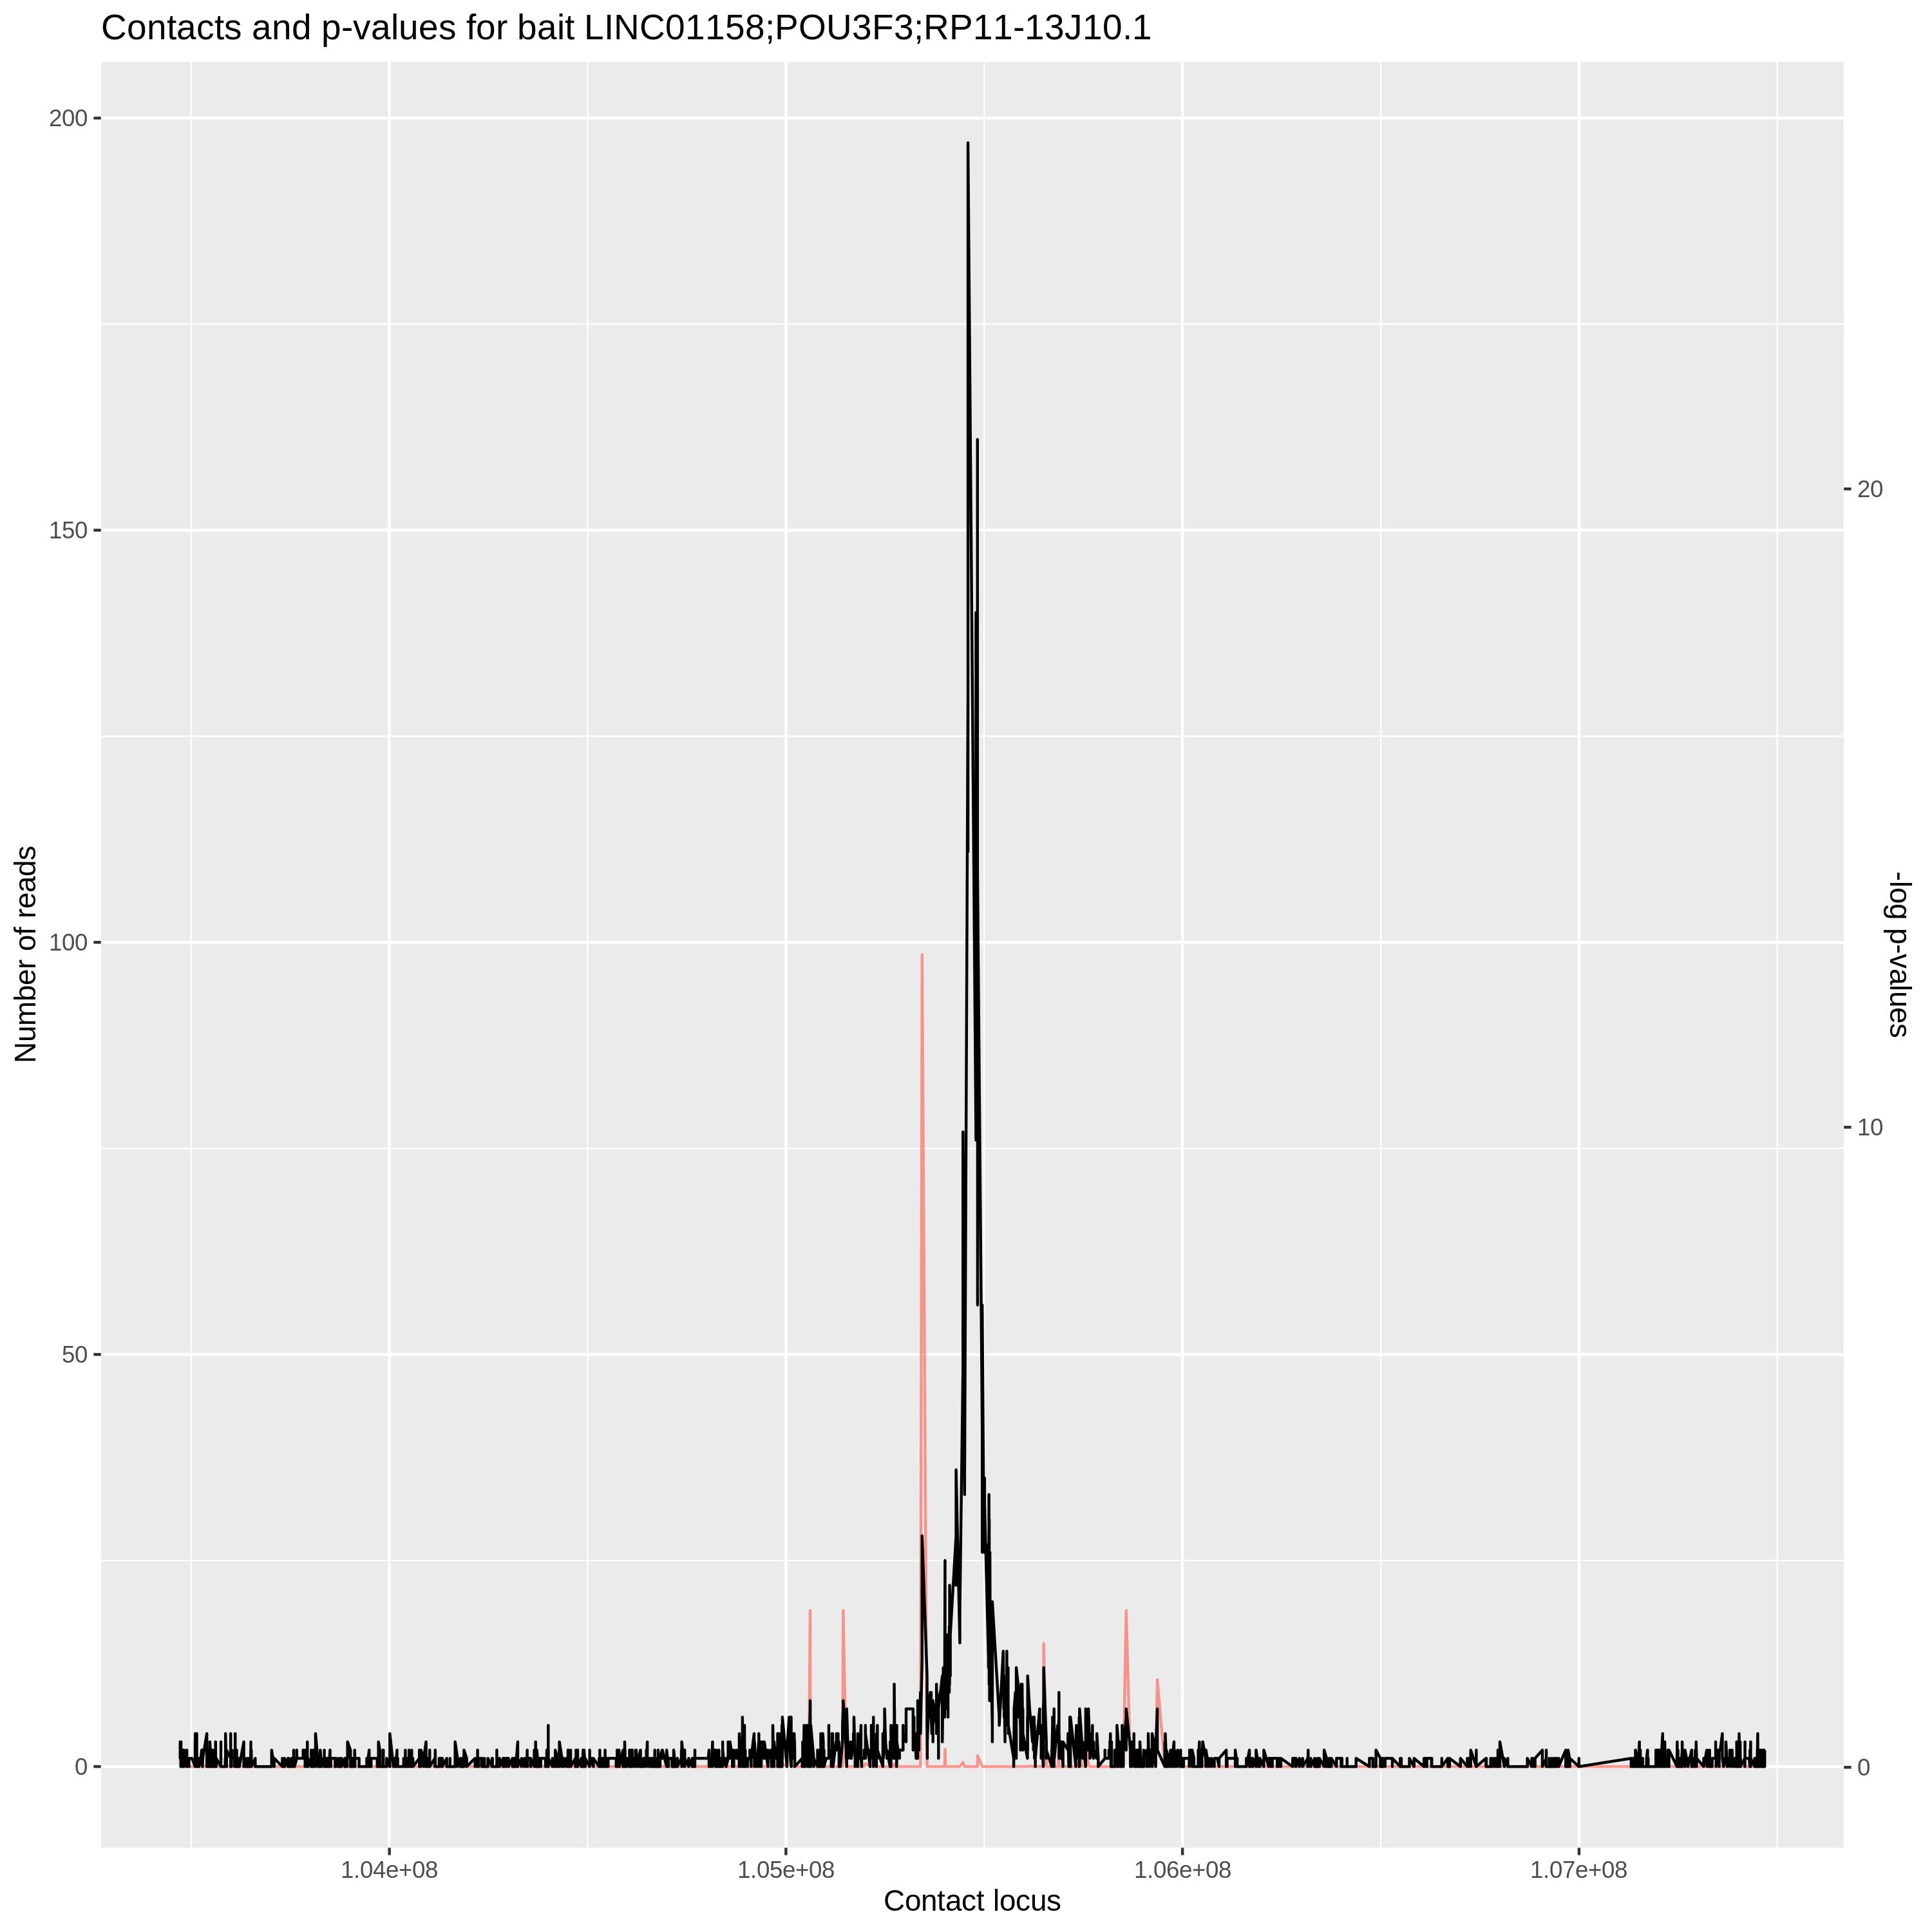 Contacts and p-values for bait LINC01158;POU3F3;RP11-13J10.1
200
150
100
50
0
Number of reads
20
10
0
-log p-values
1.04e+08
1.05e+08
1.06e+08
1.07e+08
Contact locus